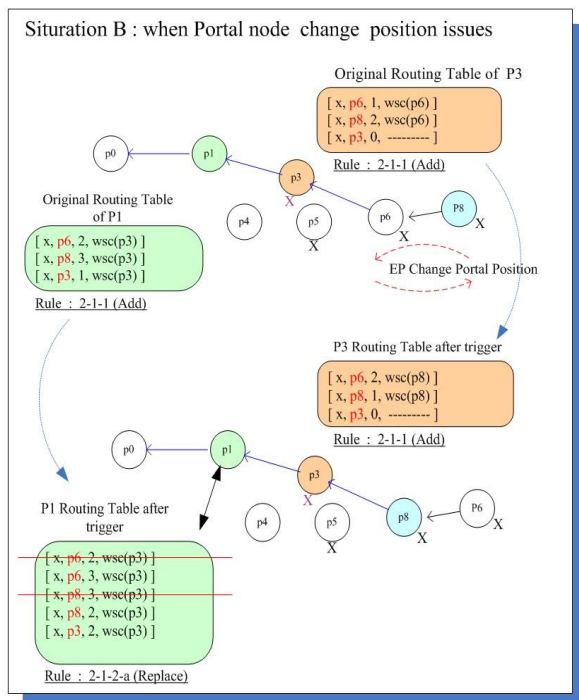 Situration B : when Portal node change position issues
Original Routing Table of P3
[ x, p6, 1, wsc(p6) ]
[ x, p8, 2, wsc(p6) ]
[ x, p3, 0, --------- ]
Rule : 2-1-1 (Add)
p0
p1
p3
X
p4
p5
X
p6
X
P8
X
Original Routing Table
of P1
[ x, p6, 2, wsc(p3) ]
[ x, p8, 3, wsc(p3) ]
[ x, p3, 1, wsc(p3) ]
Rule : 2-1-1 (Add)
EP Change Portal Position
P3 Routing Table after trigger
[ x, p6, 2, wsc(p8) ]
[ x, p8, 1, wsc(p8) ]
[ x, p3, 0, --------- ]
Rule : 2-1-1 (Add)
p0
p1
p3
X
p4
p5
X
p8
X
P6
X
P1 Routing Table after
trigger
[ x, p6, 2, wsc(p3) ]
[ x, p6, 3, wsc(p3) ]
[ x, p8, 3, wsc(p3) ]
[ x, p8, 2, wsc(p3) ]
[ x, p3, 2, wsc(p3) ]
Rule : 2-1-2-a (Replace)